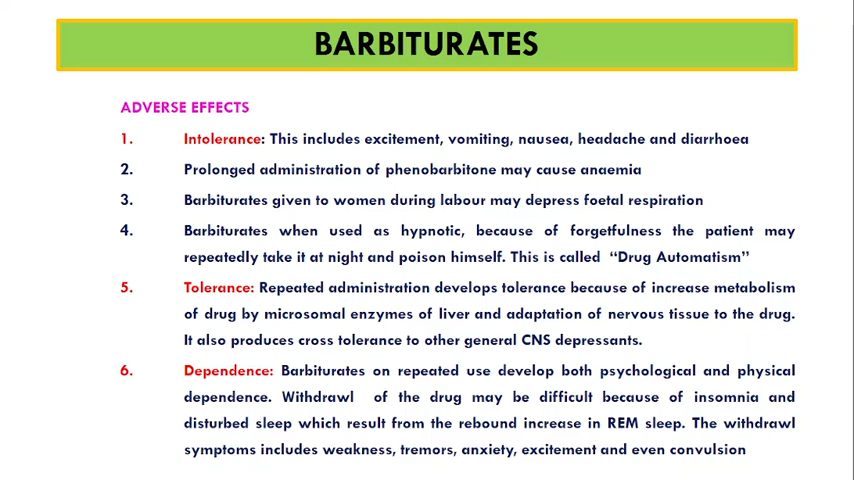 BARBITURATES
ADVERSE EFFECTS
1. Intolerance: This includes excitement, vomiting, nausea, headache and diarrhoea
2. Prolonged administration of phenobarbitone may cause anaemia
3. Barbiturates given to women during labour may depress foetal respiration
4. Barbiturates when used as hypnotic, because of forgetfulness the patient may
repeatedly take it at night and poison himself. This is called “Drug Automatism”
5. Tolerance: Repeated administration develops tolerance because of increase metabolism
of drug by microsomal enzymes of liver and adaptation of nervous tissue to the drug.
It also produces cross tolerance to other general CNS depressants.
6. Dependence: Barbiturates on repeated use develop both psychological and physical
dependence. Withdrawl of the drug may be difficult because of insomnia and
disturbed sleep which result from the rebound increase in REM sleep. The withdrawl
symptoms includes weakness, tremors, anxiety, excitement and even convulsion